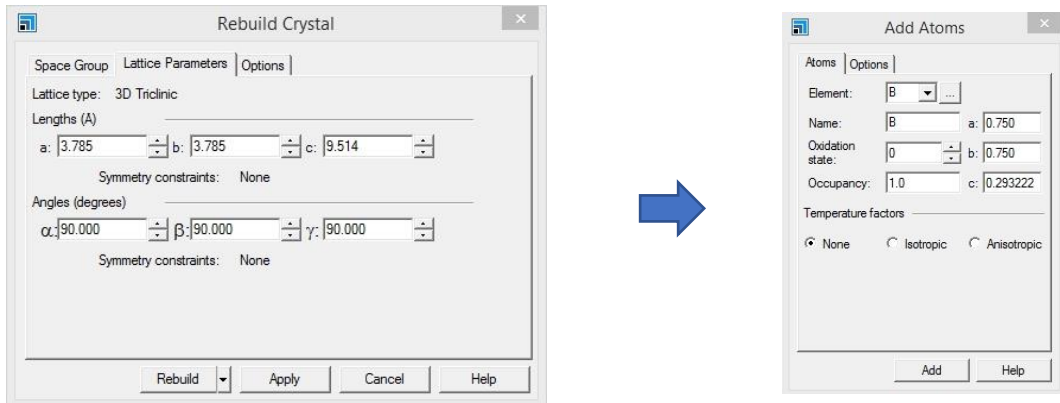 Rebuild Crystal
Space Group Lattice Parameters Options
Lattice type: 3D Triclinic
Lengths (A)
a: 3.785 b: 3.785 c: 9.514
Symmetry constraints: None
Angles (degrees)
α: 90.000 β: 90.000 γ: 90.000
Symmetry constraints: None
Rebuild Apply Cancel Help
Add Atoms
Atoms Options
Element: B ...
Name: B a: 0.750
Oxidation
state: 0 b: 0.750
Occupancy: 1.0 c: 0.293222
Temperature factors
None Isotropic Anisotropic
Add Help